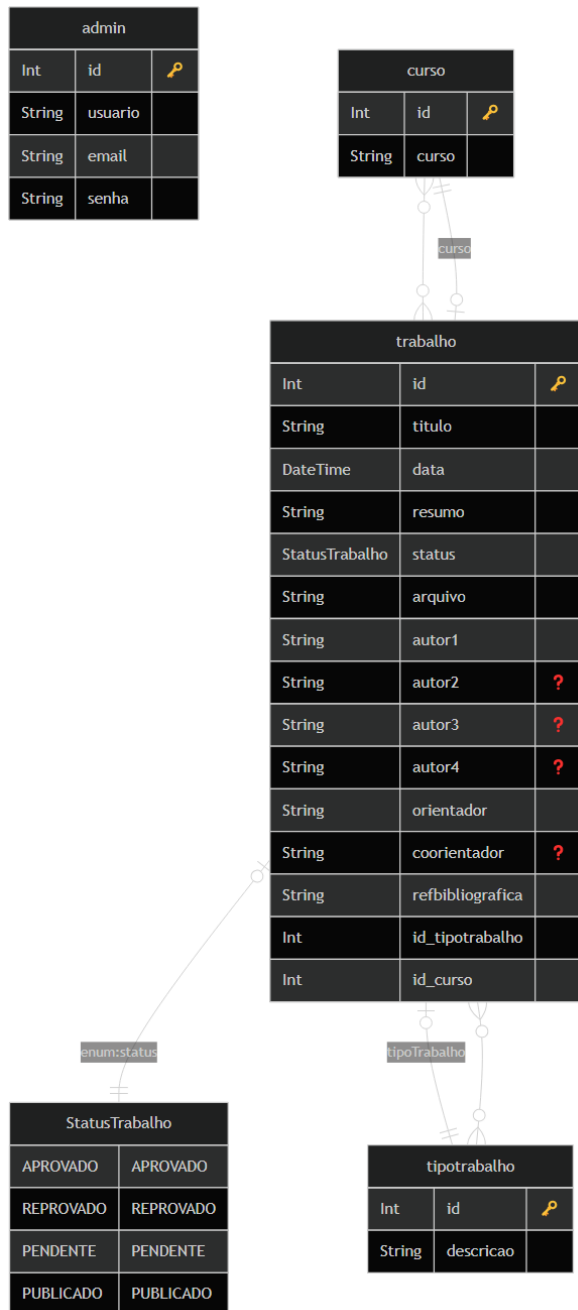 admin
Int id
String usuario
String email
String senha
curso
Int id
String curso
curso
trabalho
Int id
String titulo
DateTime data
String resumo
StatusTrabalho status
String arquivo
String autor1
String autor2 ?
String autor3 ?
String autor4 ?
String orientador
String coorientador ?
String refbibliografica
Int id_tipotrabalho
Int id_curso
enum:status
tipoTrabalho
StatusTrabalho
APROVADO APROVADO
REPROVADO REPROVADO
PENDENTE PENDENTE
PUBLICADO PUBLICADO
tipotrabalho
Int id
String descricao